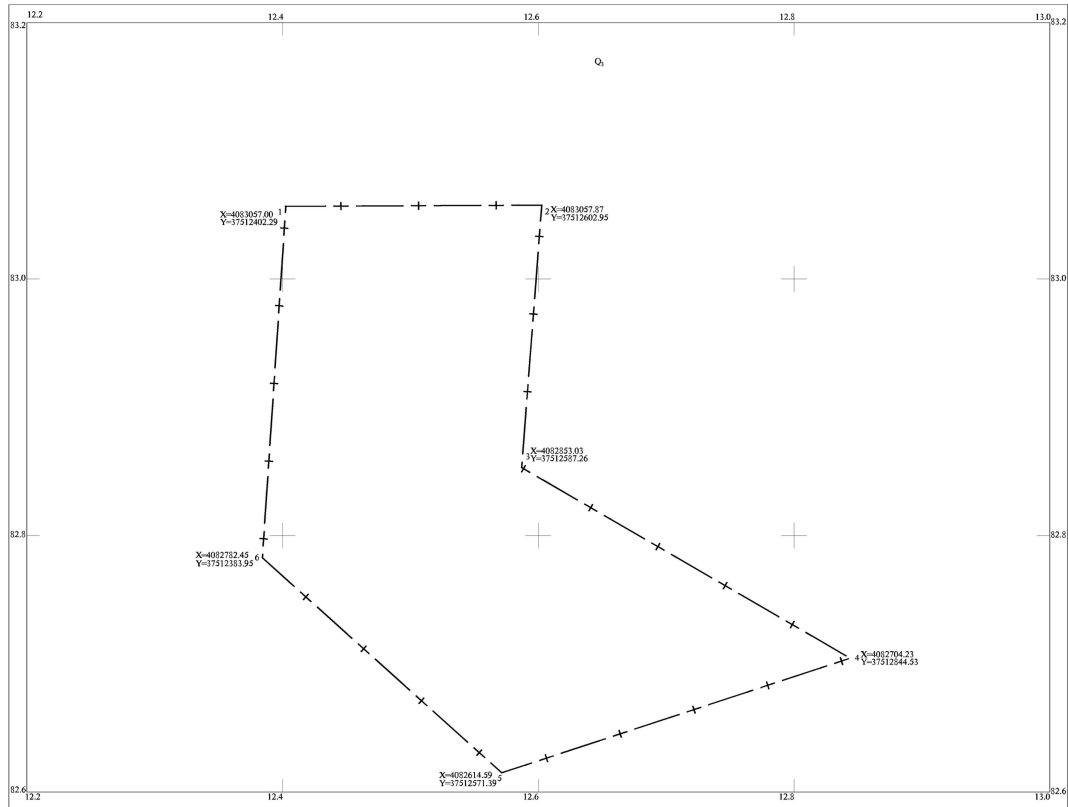 12.2 12.4 12.6 12.8 13.0
83.2 83.2
Q₃
1 X=4083057.00
Y=37512402.29
2 X=4083057.87
Y=37512602.95
83.0 83.0
3 X=4082853.03
Y=37512587.26
82.8 82.8
X=4082782.45 6
Y=37512383.95
4 X=4082704.23
Y=37512844.53
X=4082614.59 5
Y=37512571.39
82.6 82.6
12.2 12.4 12.6 12.8 13.0